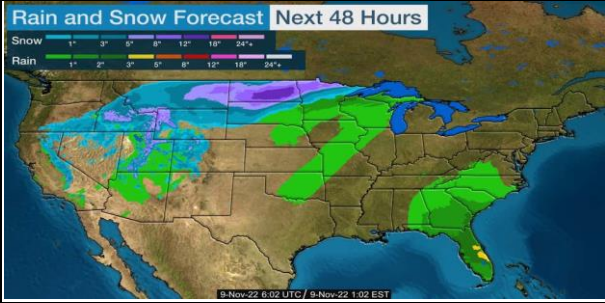 Rain and Snow Forecast Next 48 Hours
Snow 1" 3" 5" 8" 12" 18" 24"+
Rain 1" 2" 3" 5" 8" 12" 18" 24"+
9-Nov-22 6:02 UTC / 9-Nov-22 1:02 EST